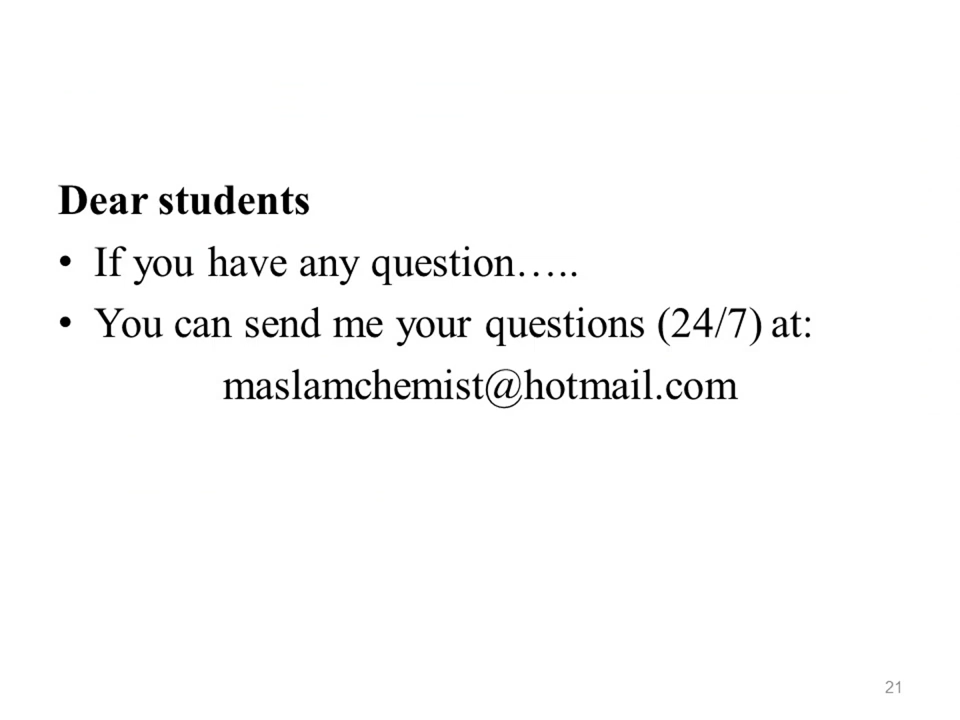 Dear students
• If you have any question…..
• You can send me your questions (24/7) at:
maslamchemist@hotmail.com
21